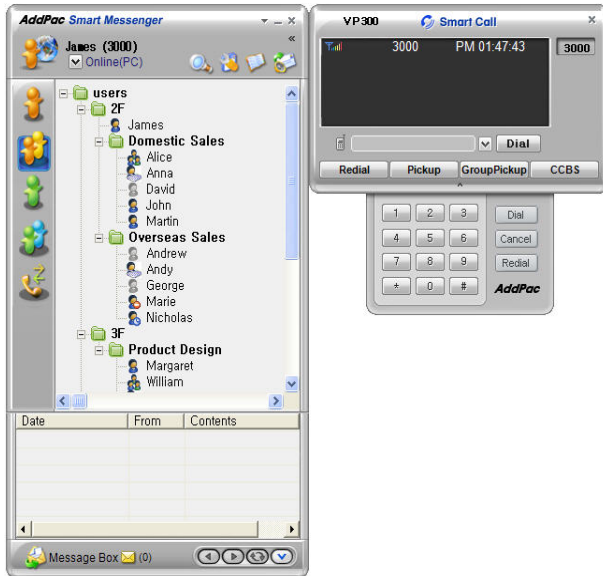 AddPac Smart Messenger
James (3000)
Online(PC)
users
2F
James
Domestic Sales
Alice
Anna
David
John
Martin
Overseas Sales
Andrew
Andy
George
Marie
Nicholas
3F
Product Design
Margaret
William
Date From Contents
Message Box (0)
VP300 Smart Call
3000 PM 01:47:43 3000
Dial
Redial Pickup GroupPickup CCBS
1 2 3 Dial
4 5 6 Cancel
7 8 9 Redial
* 0 # AddPac